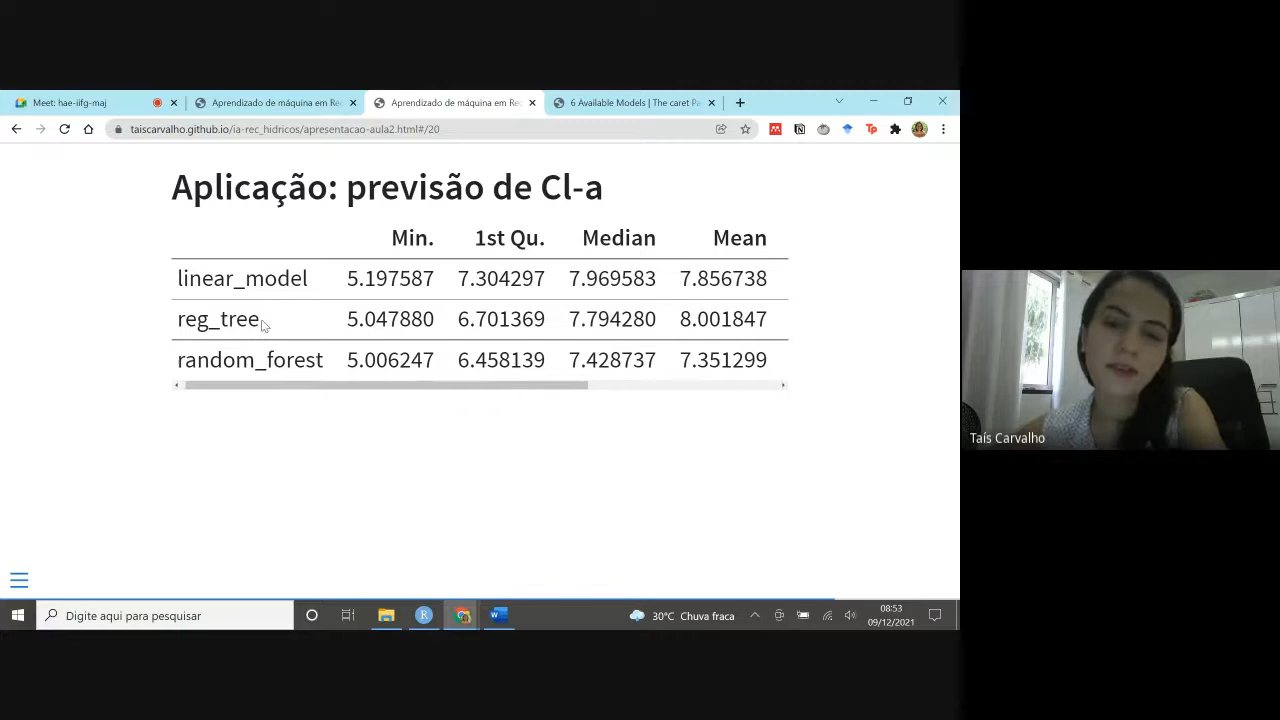 Meet: hae-iifg-maj
Aprendizado de máquina em Rec
Aprendizado de máquina em Rec
6 Available Models | The caret Pa
taiscarvalho.github.io/ia-rec_hidricos/apresentacao-aula2.html#/20
Aplicação: previsão de Cl-a
Min. 1st Qu. Median Mean
linear_model 5.197587 7.304297 7.969583 7.856738
reg_tree 5.047880 6.701369 7.794280 8.001847
random_forest 5.006247 6.458139 7.428737 7.351299
Taís Carvalho
Digite aqui para pesquisar
30°C Chuva fraca
08:53
09/12/2021